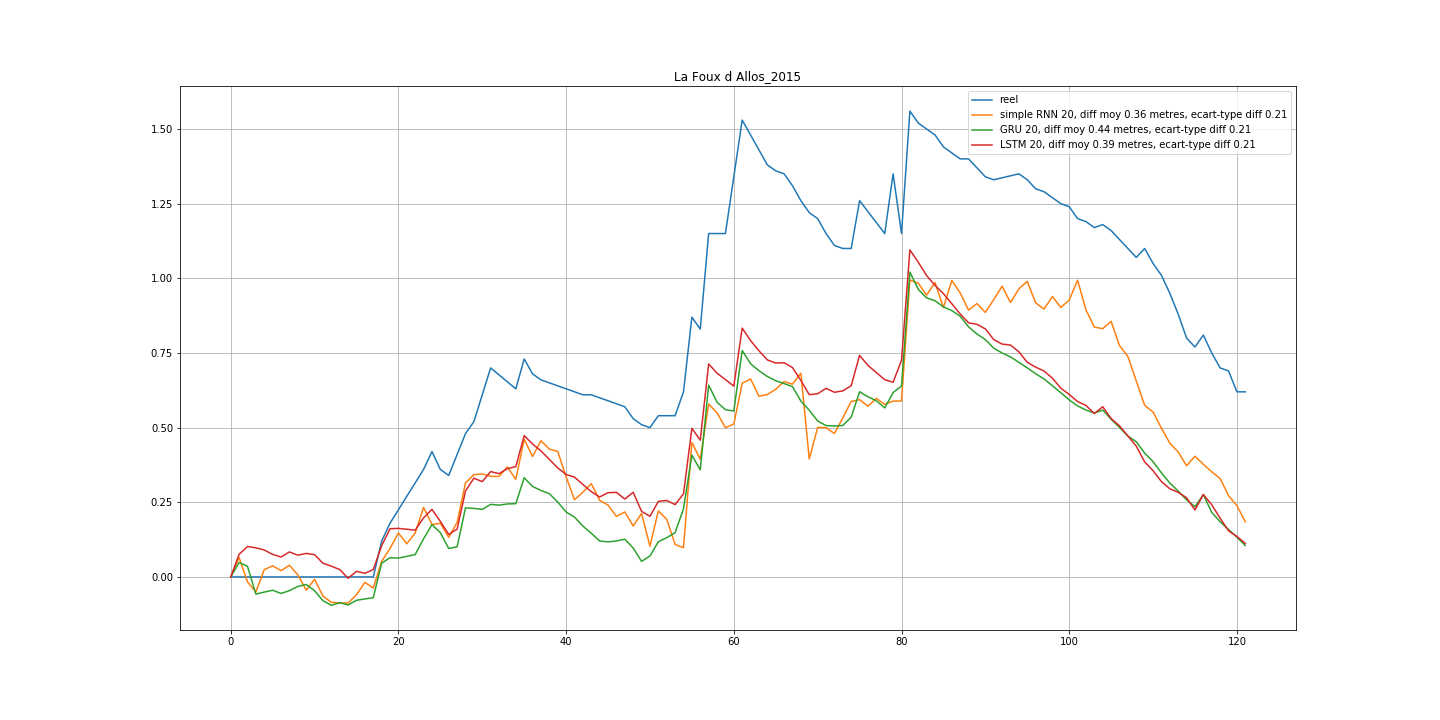 La Foux d Allos_2015
reel
simple RNN 20, diff moy 0.36 metres, ecart-type diff 0.21
GRU 20, diff moy 0.44 metres, ecart-type diff 0.21
LSTM 20, diff moy 0.39 metres, ecart-type diff 0.21
1.50
1.25
1.00
0.75
0.50
0.25
0.00
0 20 40 60 80 100 120